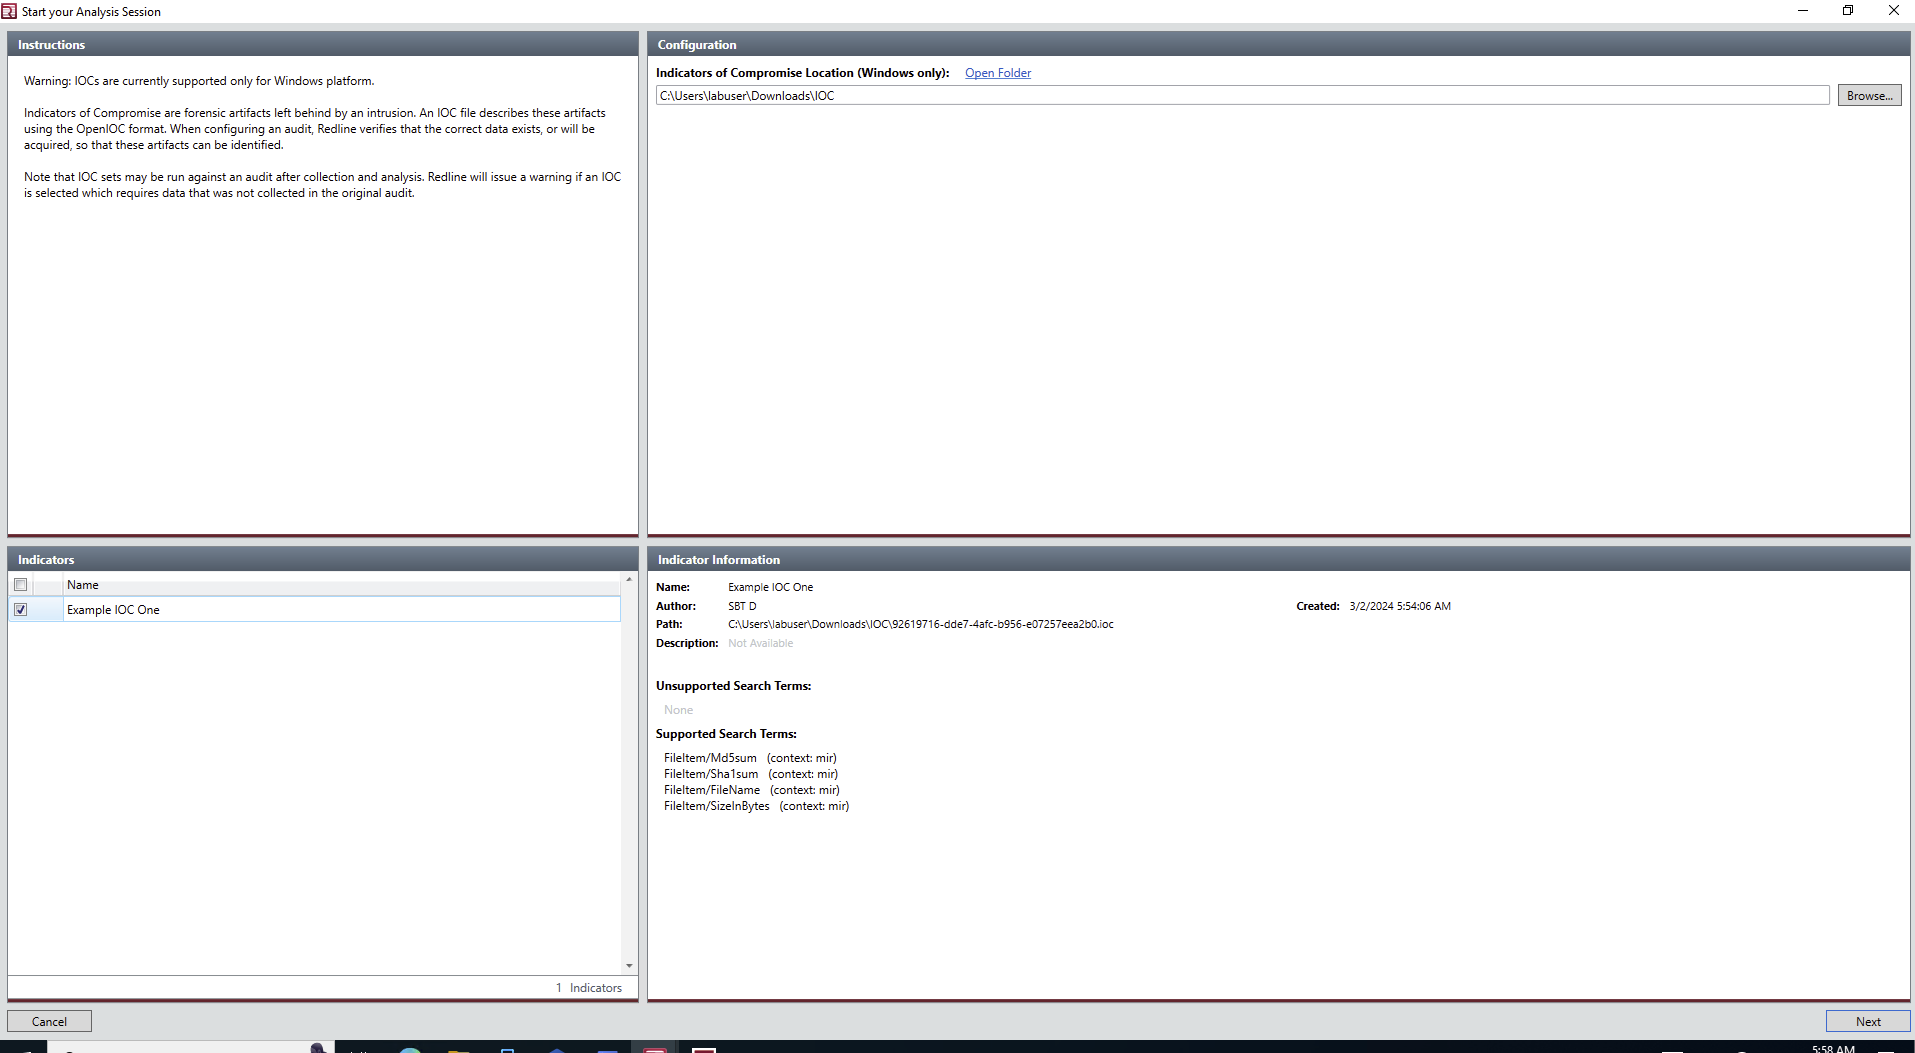 Start your Analysis Session
Instructions
Warning: IOCs are currently supported only for Windows platform.
Indicators of Compromise are forensic artifacts left behind by an intrusion. An IOC file describes these artifacts
using the OpenIOC format. When configuring an audit, Redline verifies that the correct data exists, or will be
acquired, so that these artifacts can be identified.
Note that IOC sets may be run against an audit after collection and analysis. Redline will issue a warning if an IOC
is selected which requires data that was not collected in the original audit.
Configuration
Indicators of Compromise Location (Windows only): Open Folder
C:\Users\labuser\Downloads\IOC
Browse...
Indicators
Name
Example IOC One
1 Indicators
Indicator Information
Name: Example IOC One
Author: SBT D Created: 3/2/2024 5:54:06 AM
Path: C:\Users\labuser\Downloads\IOC\92619716-dde7-4afc-b956-e07257eea2b0.ioc
Description: Not Available
Unsupported Search Terms:
None
Supported Search Terms:
FileItem/Md5sum (context: mir)
FileItem/Sha1sum (context: mir)
FileItem/FileName (context: mir)
FileItem/SizeInBytes (context: mir)
Cancel
Next
5:58 AM